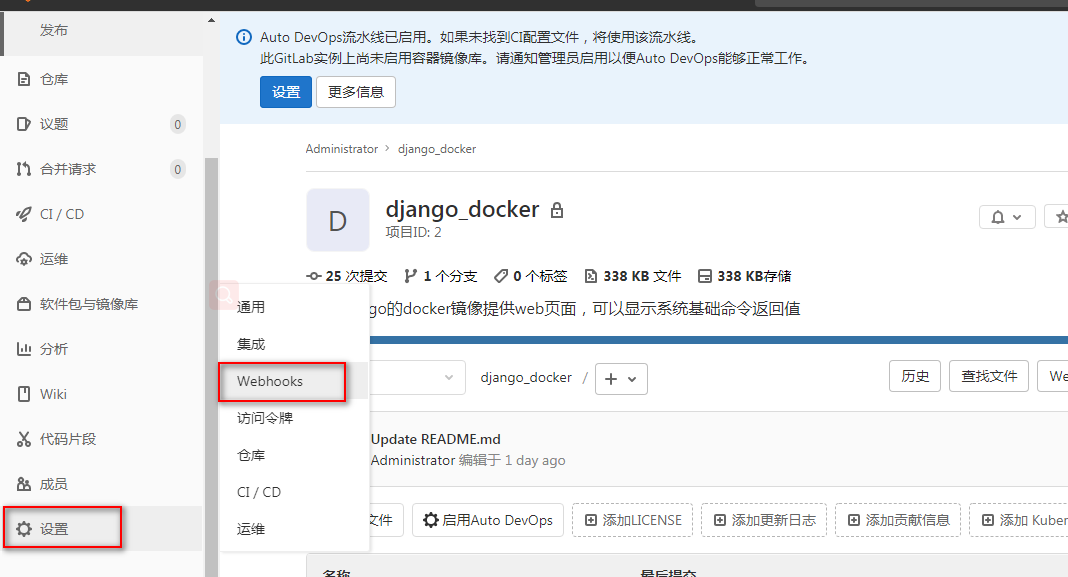 发布
仓库
议题 0
合并请求 0
CI / CD
运维
软件包与镜像库
分析
Wiki
代码片段
成员
设置
通用
集成
Webhooks
访问令牌
仓库
CI / CD
运维
Auto DevOps流水线已启用。如果未找到CI配置文件，将使用该流水线。
此GitLab实例上尚未启用容器镜像库。请通知管理员启用以便Auto DevOps能够正常工作。
设置 更多信息
Administrator > django_docker
D
django_docker
项目ID: 2
25 次提交 1 个分支 0 个标签 338 KB 文件 338 KB存储
go的docker镜像提供web页面，可以显示系统基础命令返回值
django_docker / + 历史 查找文件 We
Update README.md
Administrator 编辑于 1 day ago
文件 启用Auto DevOps 添加LICENSE 添加更新日志 添加贡献信息 添加 Kuber
名称 最后提交